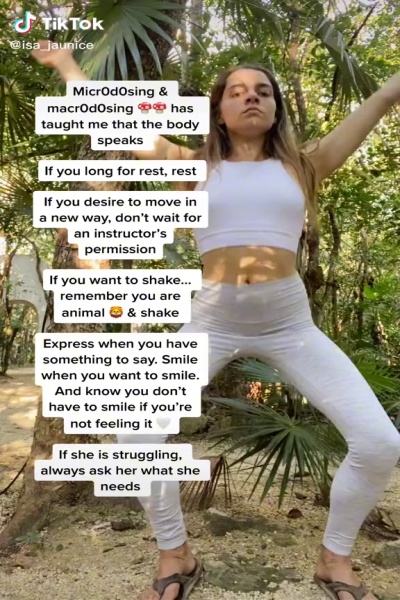 TikTok
@isa_jaunice
Micr0d0sing &
macr0d0sing 🍄🍄 has
taught me that the body
speaks
If you long for rest, rest
If you desire to move in
a new way, don't wait for
an instructor's
permission
If you want to shake...
remember you are
animal 🦁 & shake
Express when you have
something to say. Smile
when you want to smile.
And know you don't
have to smile if you're
not feeling it 🤍
If she is struggling,
always ask her what she
needs